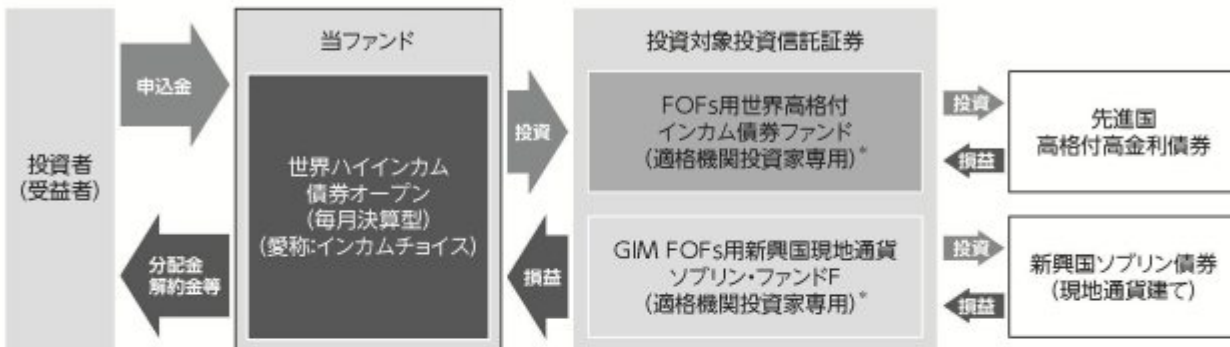 投資者
(受益者)
申込金
分配金
解約金等
当ファンド
世界ハイインカム
債券オープン
(毎月決算型)
(愛称:インカムチョイス)
投資
損益
投資対象投資信託証券
FOFs用世界高格付
インカム債券ファンド
(適格機関投資家専用)*
GIM FOFs用新興国現地通貨
ソブリン・ファンドF
(適格機関投資家専用)*
投資
損益
先進国
高格付高金利債券
投資
損益
新興国ソブリン債券
(現地通貨建て)